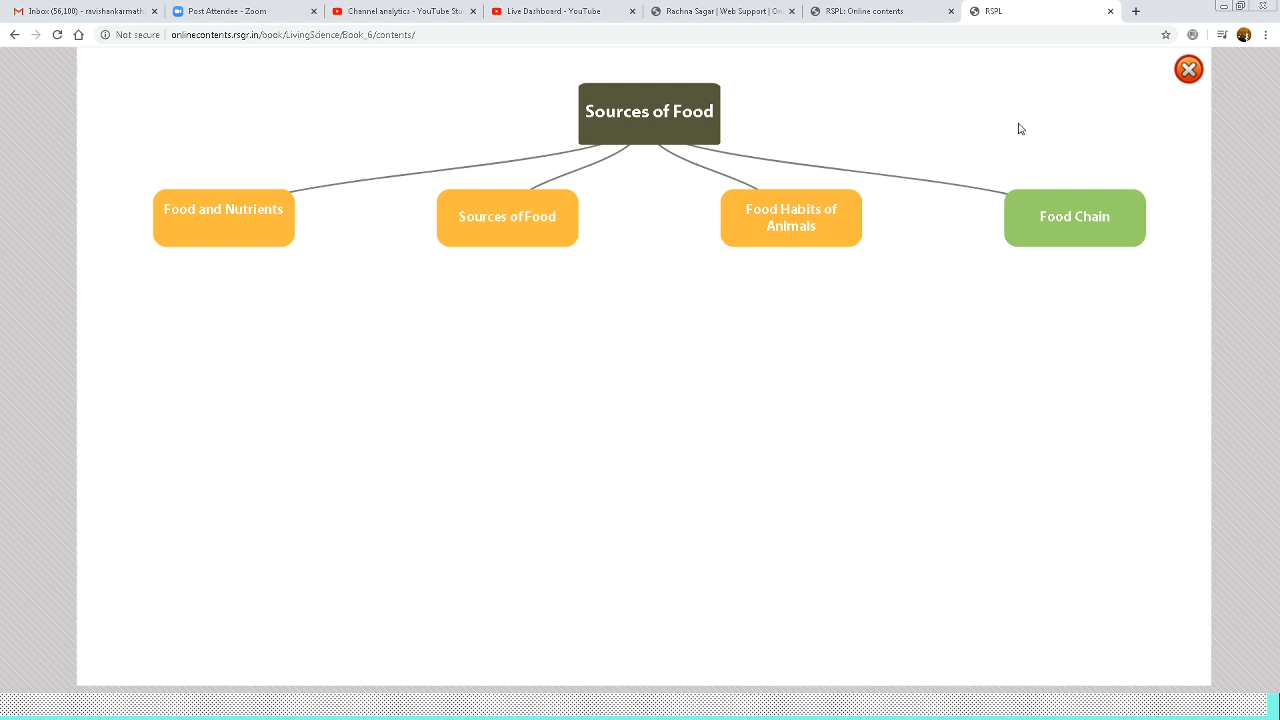 Inbox (56,100) - ravishankarmath
Post Attendee - Zoom
Channel analytics - YouTube Stu
Live Dashboard - YouTube
Rachna Sagar | Web Support | O
RSPL: Online contents
RSPL
Not secure | onlinecontents.rsgr.in/book/LivingScience/Book_6/contents/
Sources of Food
Food and Nutrients
Sources of Food
Food Habits of
Animals
Food Chain